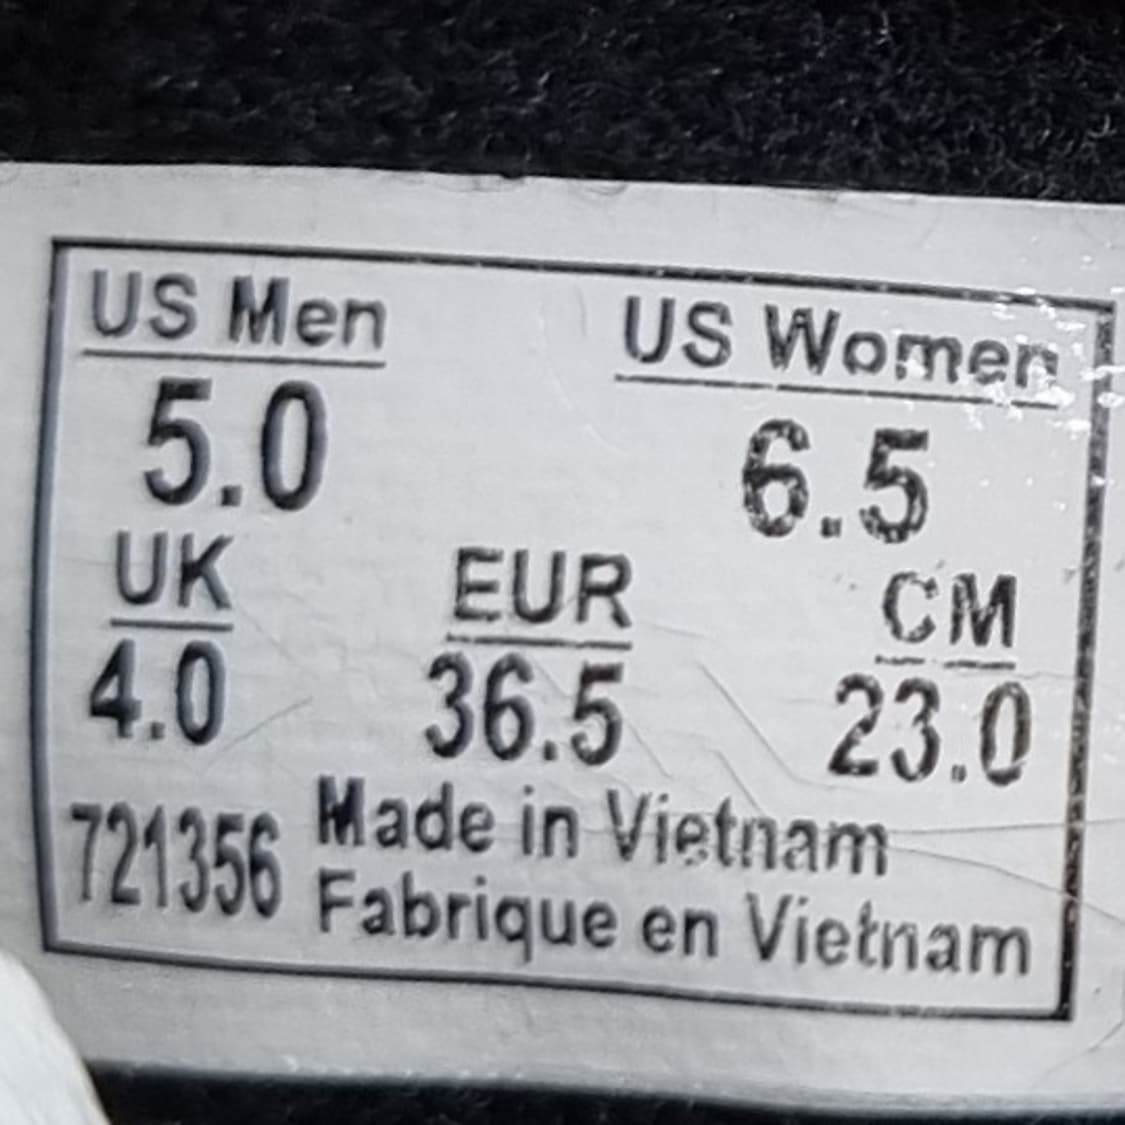 US Men US Women
5.0 6.5
UK EUR CM
4.0 36.5 23.0
721356 Made in Vietnam
Fabrique en Vietnam